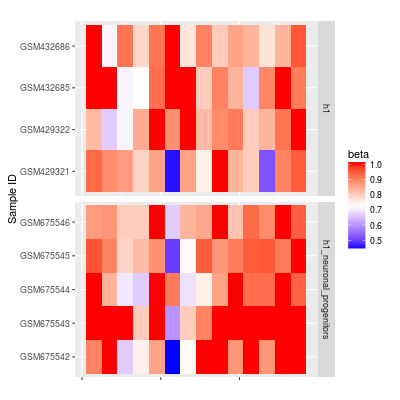 Sample ID
GSM432686
GSM432685
GSM429322
GSM429321
h1
GSM675546
GSM675545
GSM675544
GSM675543
GSM675542
h1_neuronal_progenitors
beta
1.0
0.9
0.8
0.7
0.6
0.5